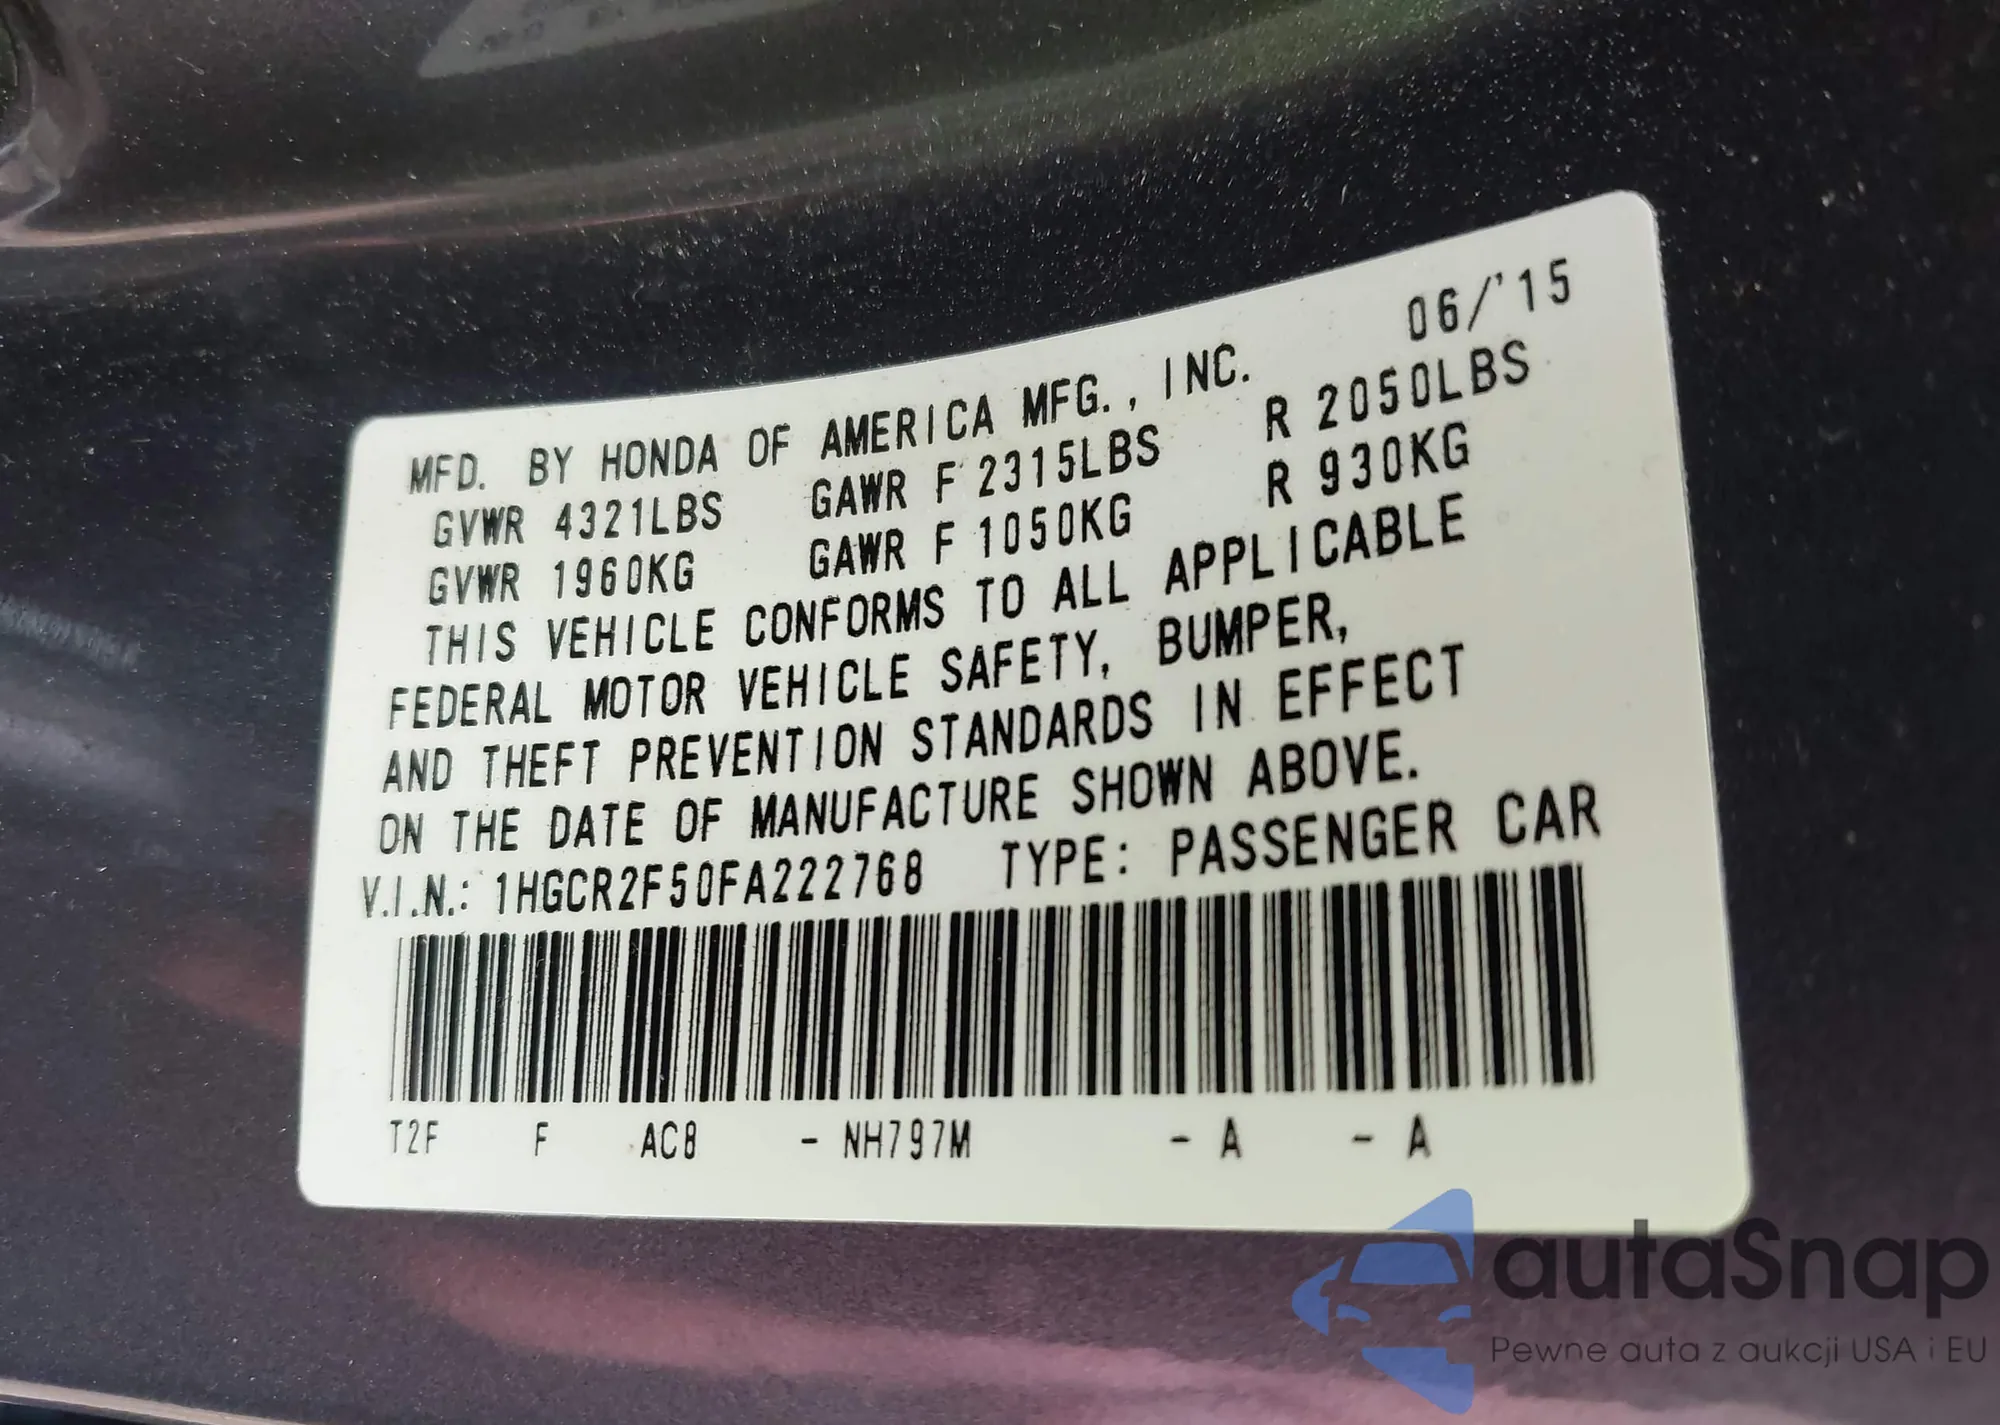 06/'15
MFD. BY HONDA OF AMERICA MFG., INC.
GVWR 4321LBS GAWR F 2315LBS R 2050LBS
GVWR 1960KG GAWR F 1050KG R 930KG
THIS VEHICLE CONFORMS TO ALL APPLICABLE
FEDERAL MOTOR VEHICLE SAFETY, BUMPER,
AND THEFT PREVENTION STANDARDS IN EFFECT
ON THE DATE OF MANUFACTURE SHOWN ABOVE.
V.I.N.: 1HGCR2F50FA222768 TYPE: PASSENGER CAR
T2F F AC8 - NH797M - A - A
autaSnap
Pewne auta z aukcji USA i EU